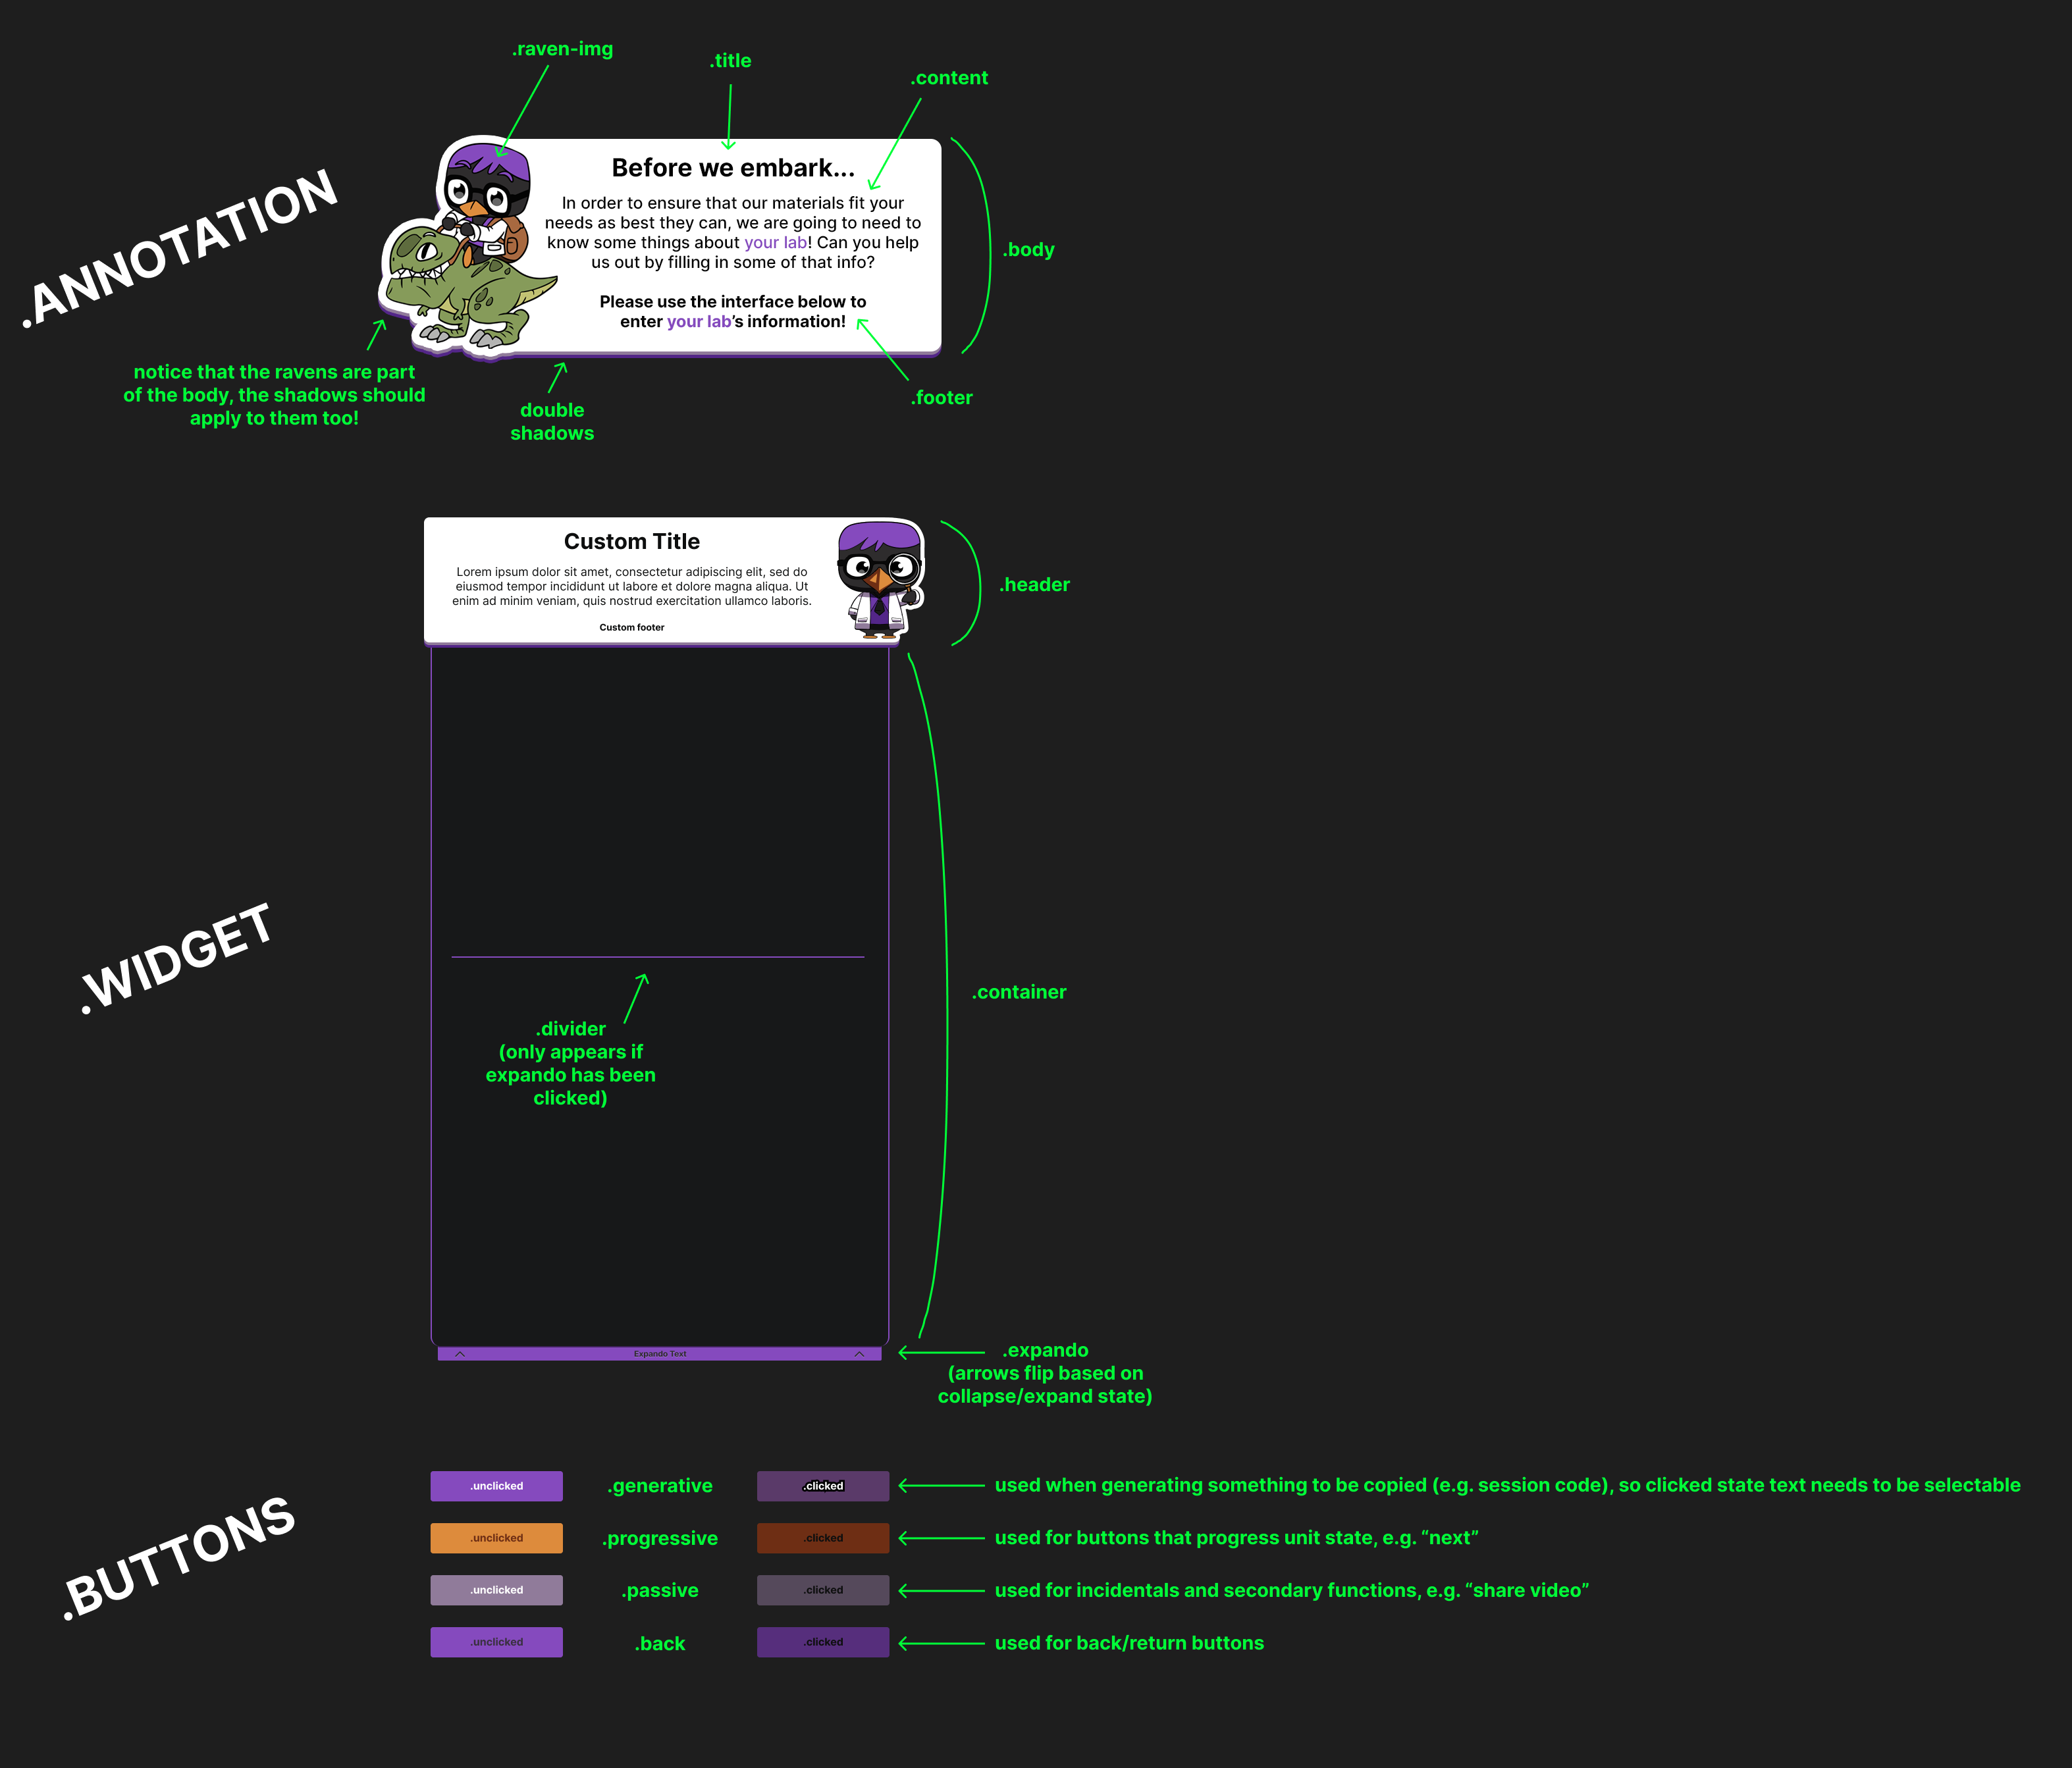 .ANNOTATION
.raven-img
.title
.content
Before we embark...
In order to ensure that our materials fit your
needs as best they can, we are going to need to
know some things about your lab! Can you help
us out by filling in some of that info?
Please use the interface below to
enter your lab’s information!
.body
.footer
notice that the ravens are part
of the body, the shadows should
apply to them too!
double
shadows
.WIDGET
Custom Title
Lorem ipsum dolor sit amet, consectetur adipiscing elit, sed do
eiusmod tempor incididunt ut labore et dolore magna aliqua. Ut
enim ad minim veniam, quis nostrud exercitation ullamco laboris.
Custom footer
.header
.container
.divider
(only appears if
expando has been
clicked)
Expando Text
.expando
(arrows flip based on
collapse/expand state)
.BUTTONS
.unclicked
.generative
.clicked
used when generating something to be copied (e.g. session code), so clicked state text needs to be selectable
.unclicked
.progressive
.clicked
used for buttons that progress unit state, e.g. “next”
.unclicked
.passive
.clicked
used for incidentals and secondary functions, e.g. “share video”
.unclicked
.back
.clicked
used for back/return buttons